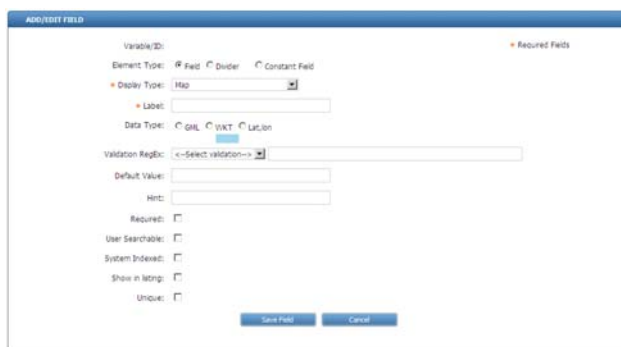 ADD/EDIT FIELD
Variable/ID:
* Required Fields
Element Type: Field Divider Constant Field
* Display Type: Map
* Label:
Data Type: GML WKT Lat,lon
Validation RegEx: <--Select validation-->
Default Value:
Hint:
Required:
User Searchable:
System Indexed:
Show in listing:
Unique:
Save Field Cancel